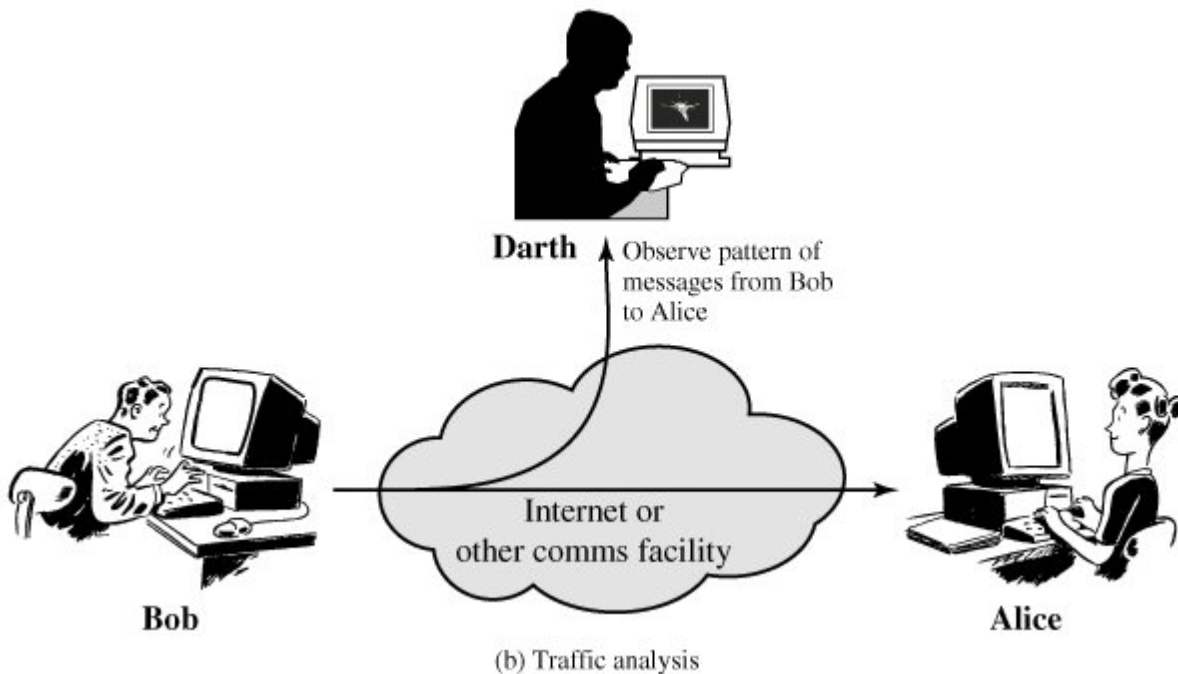 Darth
Observe pattern of
messages from Bob
to Alice
Internet or
other comms facility
Bob
Alice
(b) Traffic analysis